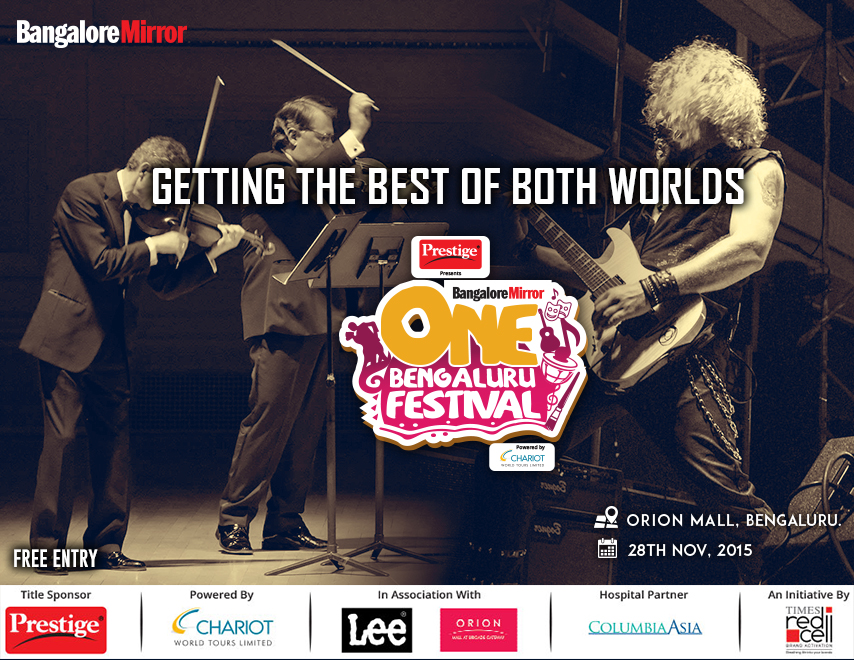 BangaloreMirror
GETTING THE BEST OF BOTH WORLDS
Prestige
Presents
BangaloreMirror
ONE
BENGALURU
FESTIVAL
Powered by
CHARIOT
WORLD TOURS LIMITED
ORION MALL, BENGALURU.
28TH NOV, 2015
FREE ENTRY
Title Sponsor
Prestige
Powered By
CHARIOT
WORLD TOURS LIMITED
In Association With
Lee
ORION
MALL AT BRIGADE GATEWAY
Hospital Partner
COLUMBIA ASIA
An Initiative By
TIMES
red
cell
BRAND ACTIVATION